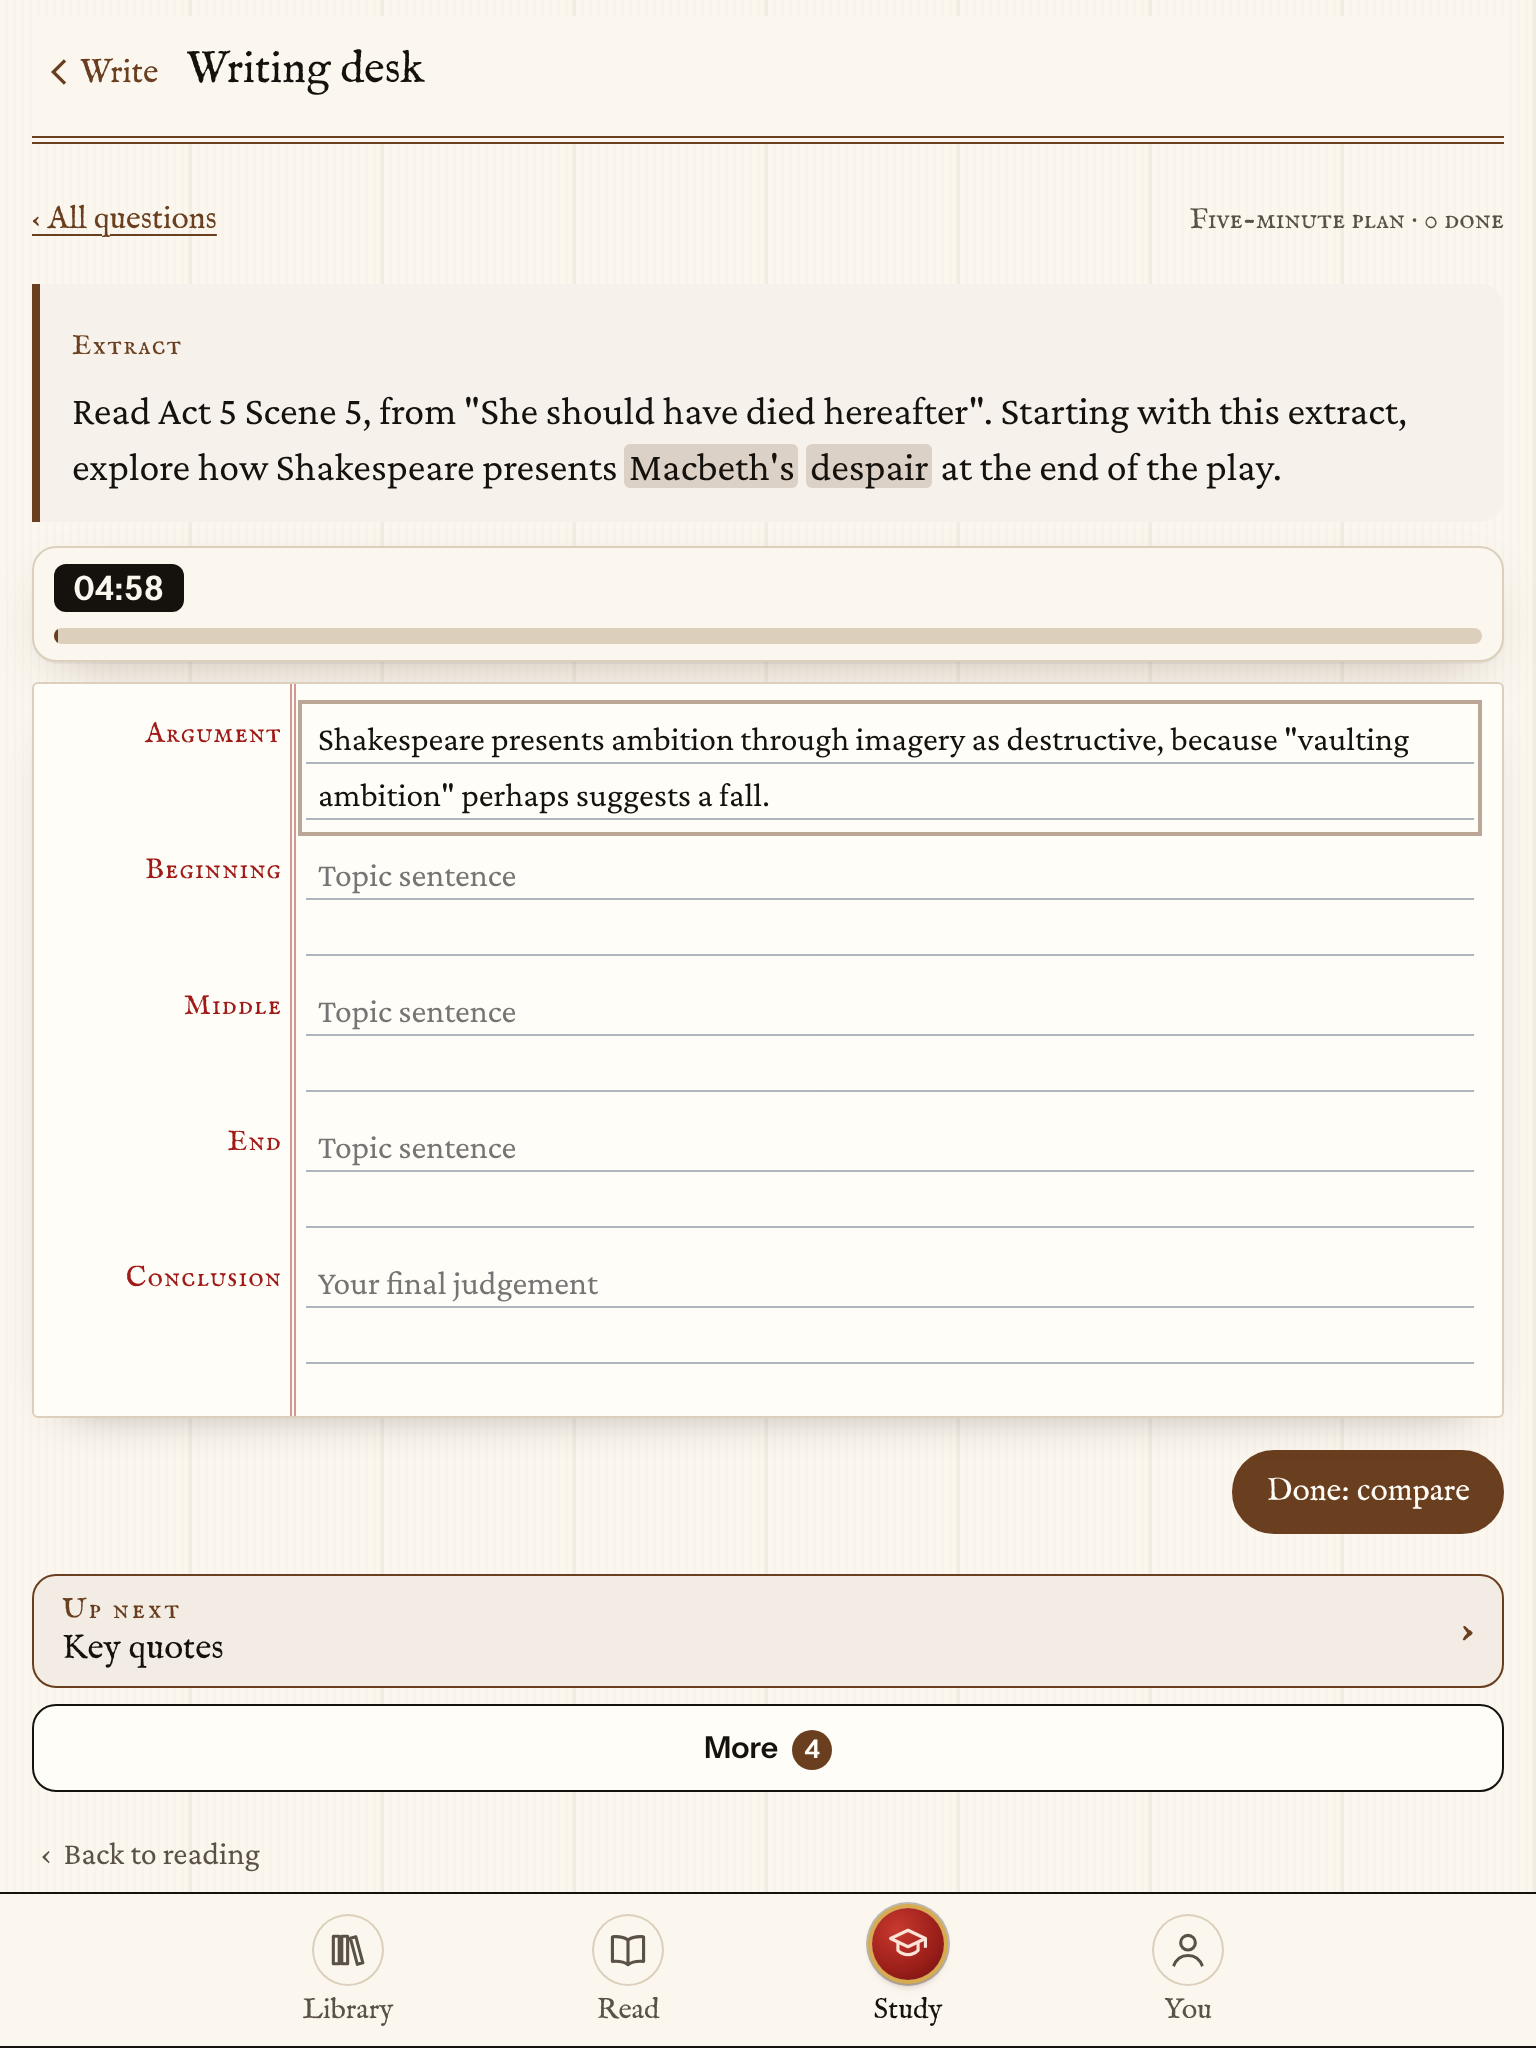 Write Writing desk
‹ All questions
Five-minute plan · 0 done
Extract
Read Act 5 Scene 5, from "She should have died hereafter". Starting with this extract,
explore how Shakespeare presents Macbeth's despair at the end of the play.
04:58
Argument
Shakespeare presents ambition through imagery as destructive, because "vaulting
ambition" perhaps suggests a fall.
Beginning
Topic sentence
Middle
Topic sentence
End
Topic sentence
Conclusion
Your final judgement
Done: compare
Up next
Key quotes ›
More 4
‹ Back to reading
Library Read Study You